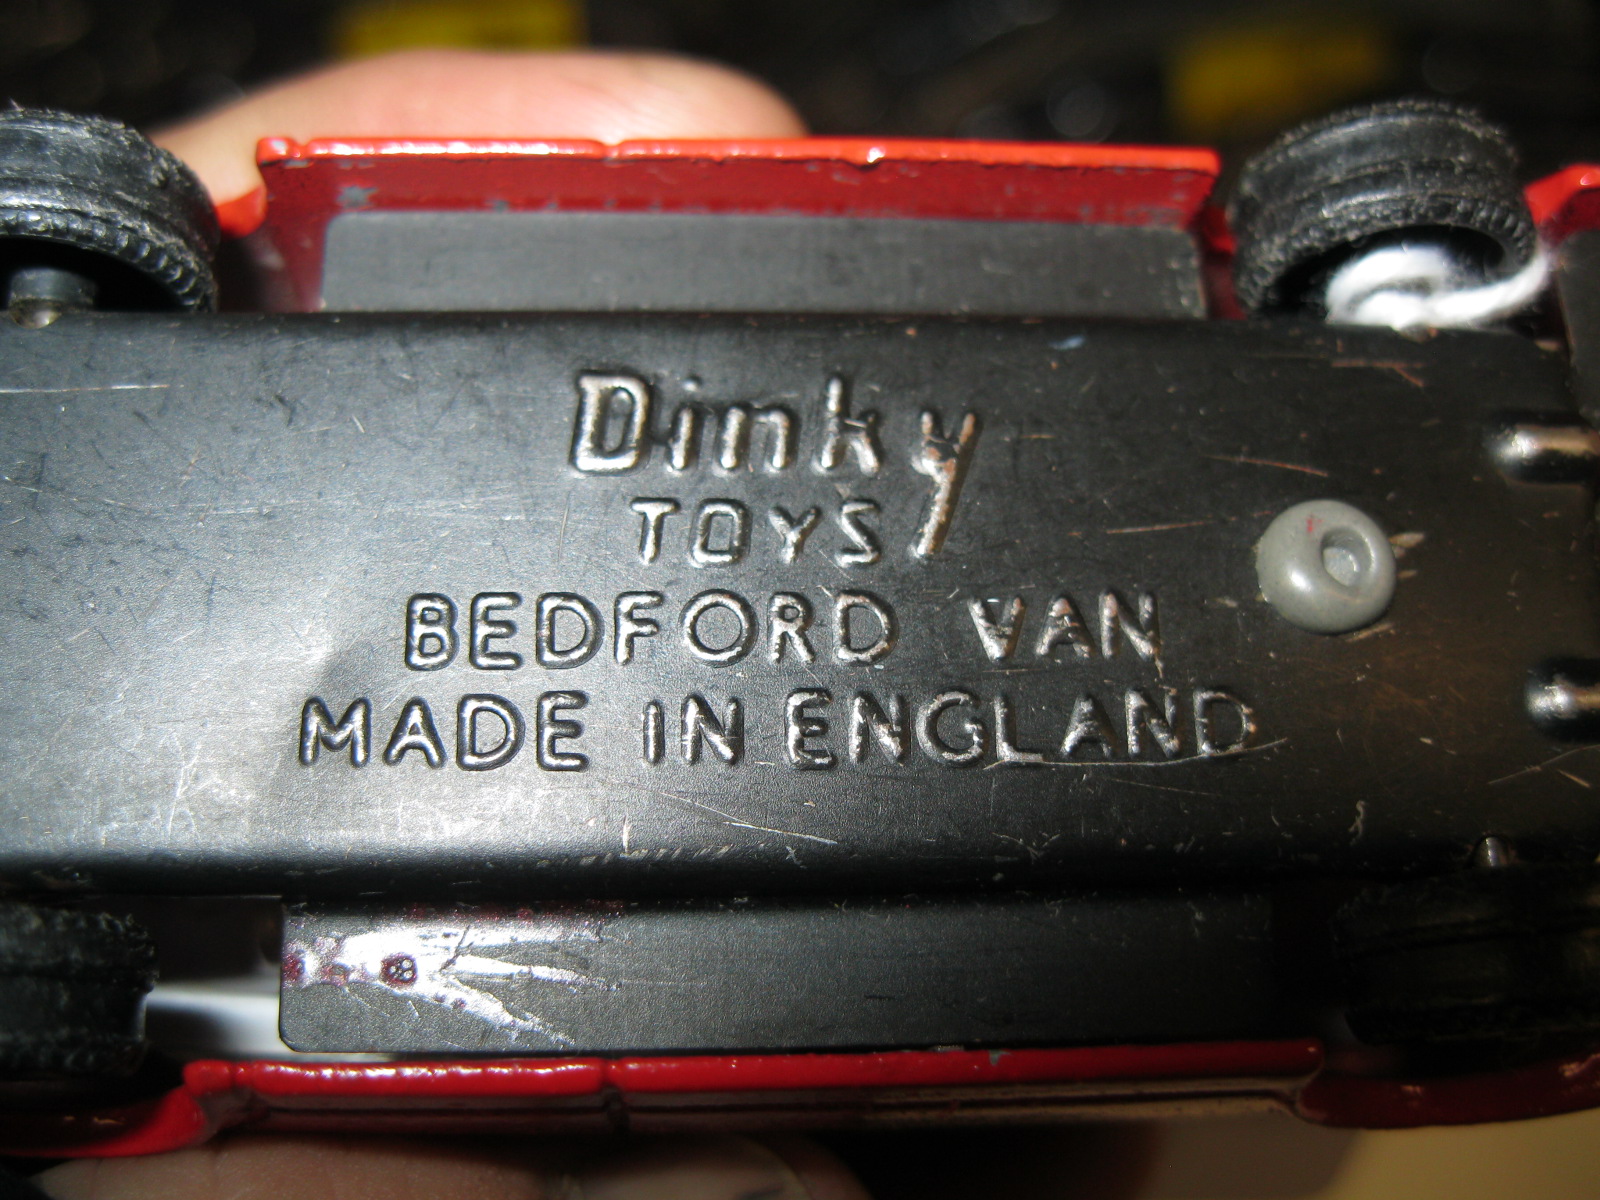 Dinky
TOYS
BEDFORD VAN
MADE IN ENGLAND